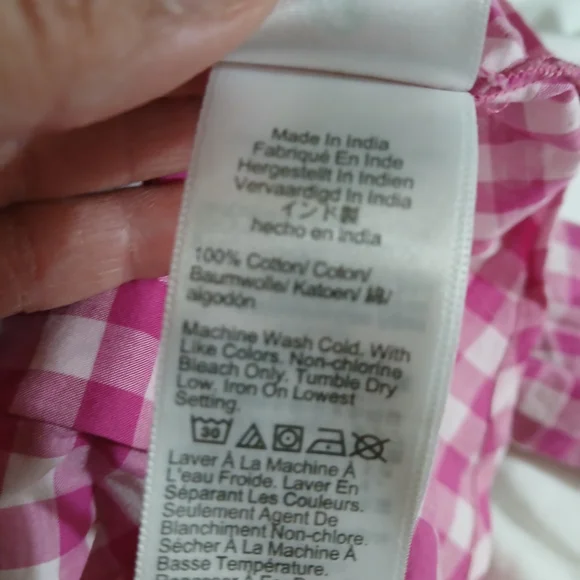 Made In India
Fabriqué En Inde
Hergestellt In Indien
Vervaardigd In India
インド製
hecho en india
100% Cotton/ Coton/
Baumwolle/ Katoen/ 綿/
algodón
Machine Wash Cold. With
Like Colors. Non-chlorine
Bleach Only. Tumble Dry
Low. Iron On Lowest
Setting.
30
Laver À La Machine À
L'eau Froide. Laver En
Séparant Les Couleurs.
Seulement Agent De
Blanchiment Non-chlore.
Sécher À La Machine À
Basse Température.